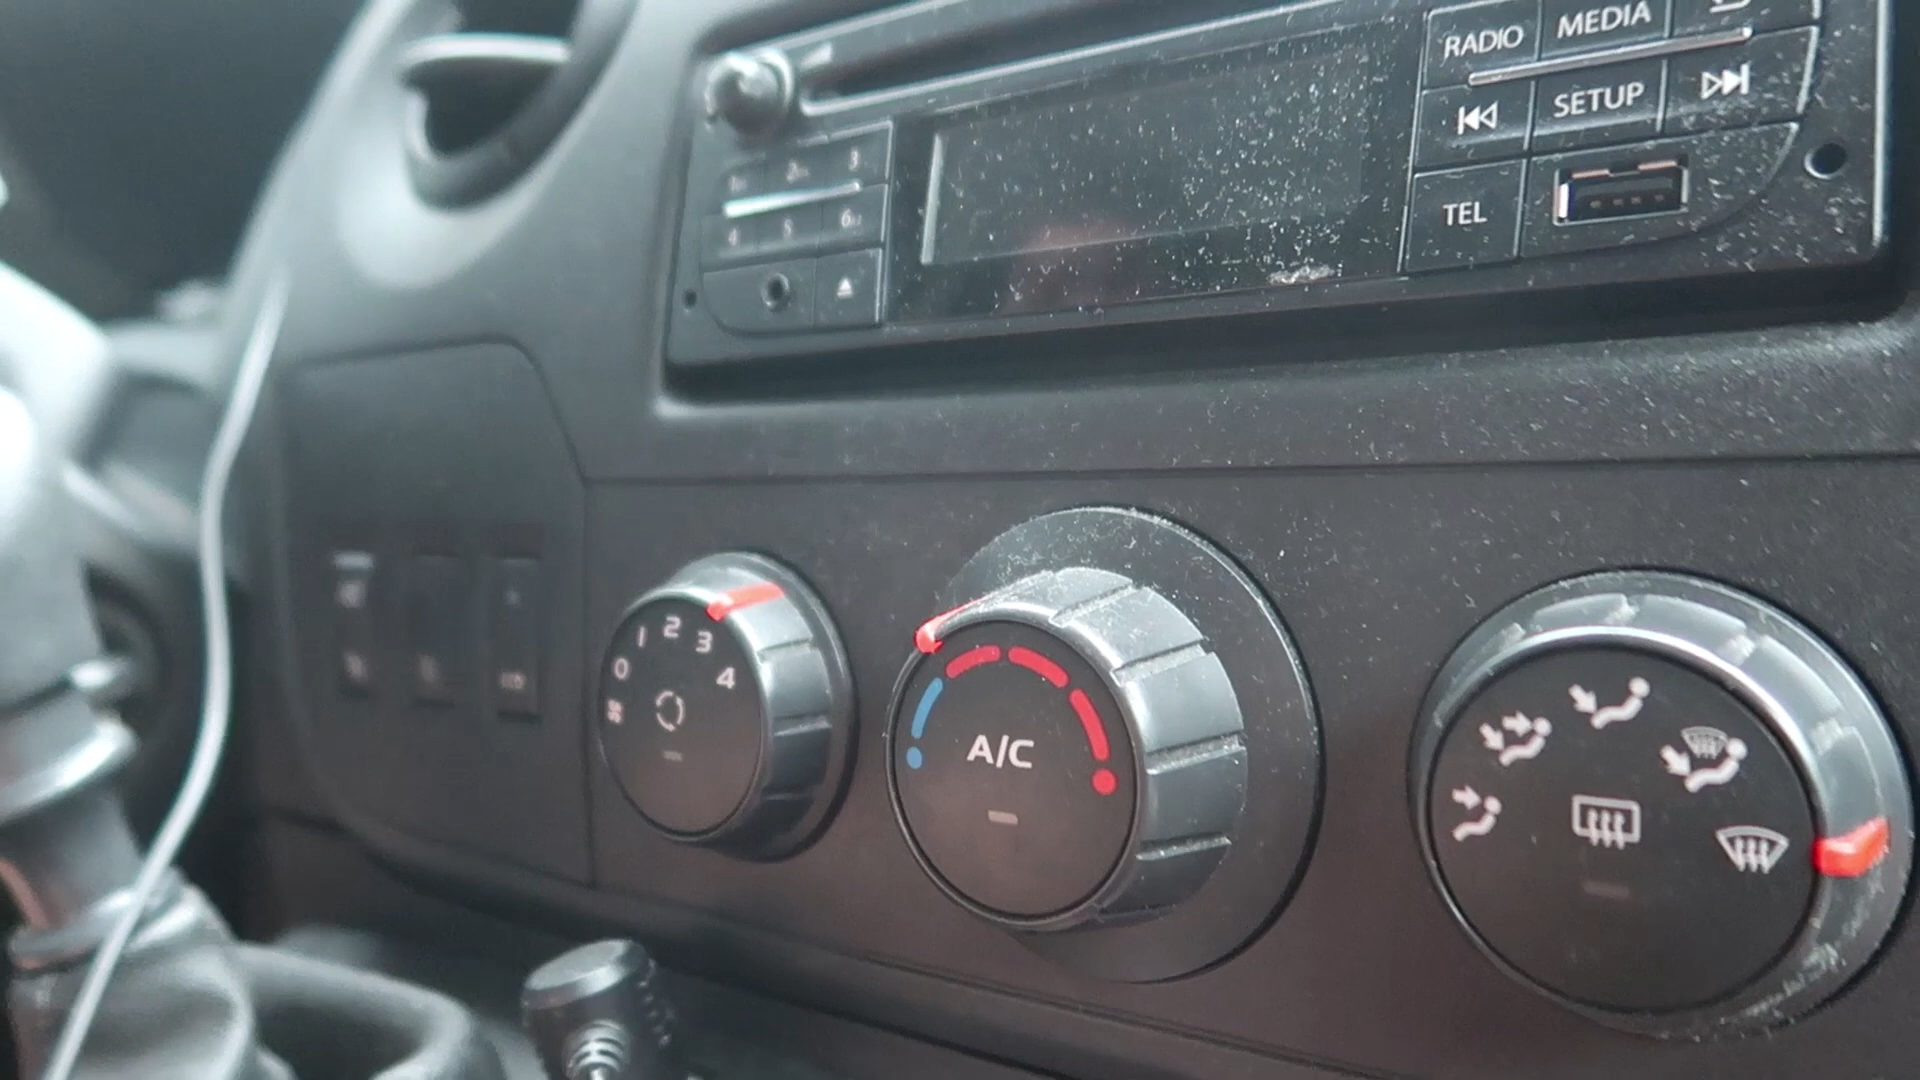 RADIO MEDIA
SETUP
TEL
1 2 3
4 5 6
0 1 2 3 4
A/C